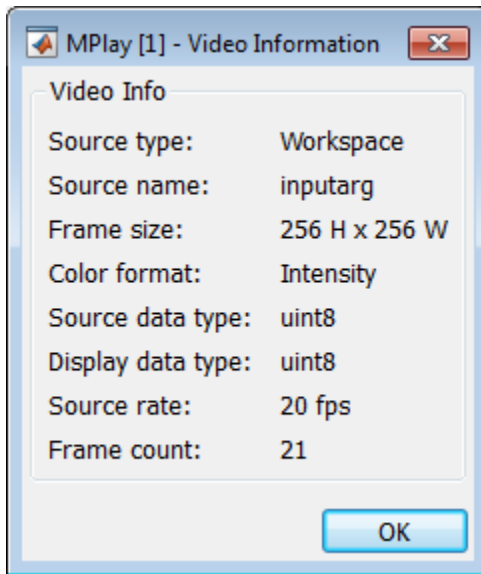 MPlay [1] - Video Information
Video Info
Source type: Workspace
Source name: inputarg
Frame size: 256 H x 256 W
Color format: Intensity
Source data type: uint8
Display data type: uint8
Source rate: 20 fps
Frame count: 21
OK